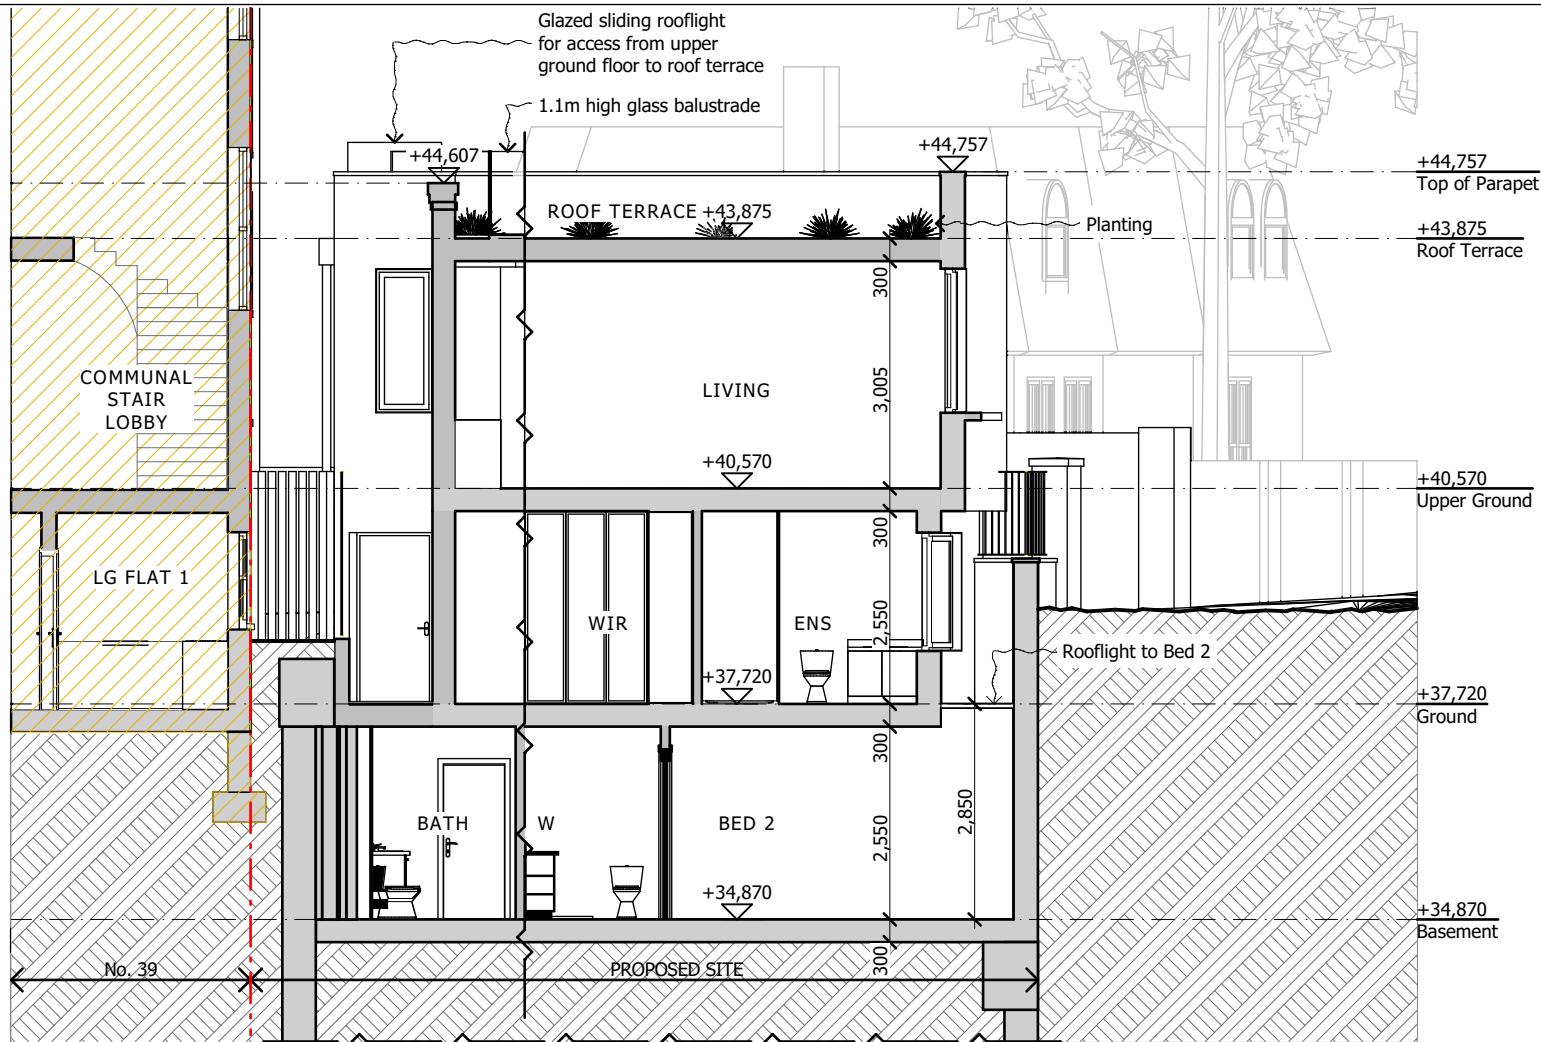 Glazed sliding rooflight
for access from upper
ground floor to roof terrace
1.1m high glass balustrade
+44,607
+44,757
+44,757
Top of Parapet
ROOF TERRACE +43,875
Planting
+43,875
Roof Terrace
300
COMMUNAL
STAIR
LOBBY
LIVING
3,005
+40,570
+40,570
Upper Ground
300
LG FLAT 1
WIR
ENS
2,550
Rooflight to Bed 2
+37,720
+37,720
Ground
300
BATH
W
BED 2
2,550
2,850
+34,870
+34,870
Basement
300
No. 39
PROPOSED SITE